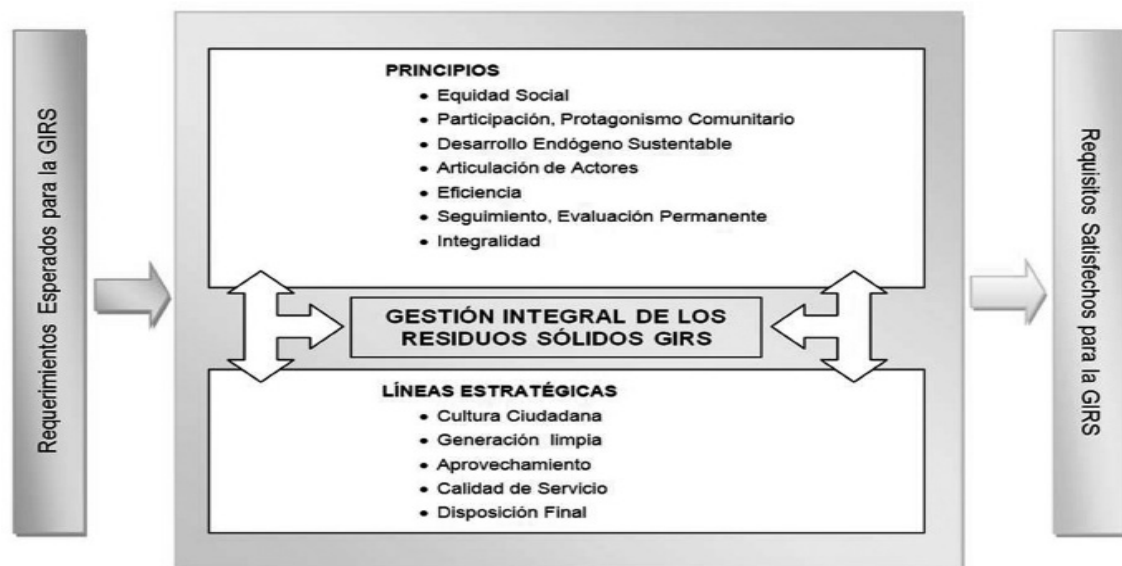 Requerimientos Esperados para la GIRS
PRINCIPIOS
• Equidad Social
• Participación, Protagonismo Comunitario
• Desarrollo Endógeno Sustentable
• Articulación de Actores
• Eficiencia
• Seguimiento, Evaluación Permanente
• Integralidad
GESTIÓN INTEGRAL DE LOS
RESIDUOS SÓLIDOS GIRS
LÍNEAS ESTRATÉGICAS
• Cultura Ciudadana
• Generación limpia
• Aprovechamiento
• Calidad de Servicio
• Disposición Final
Requisitos Satisfechos para la GIRS